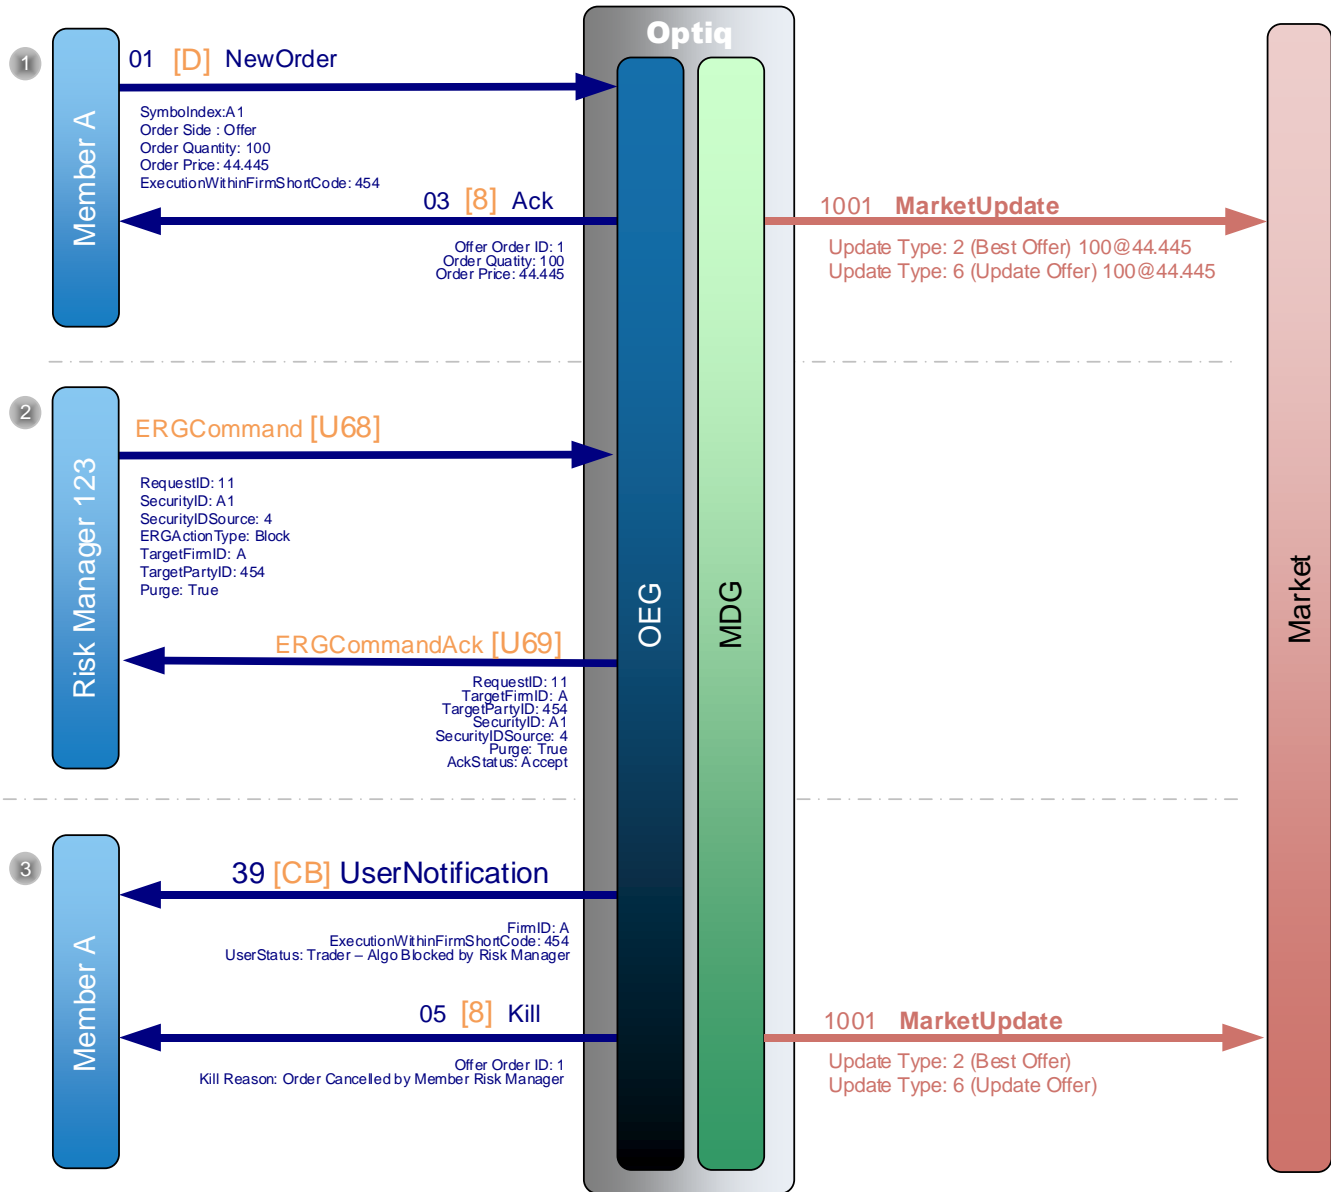 Optiq
1
01 [D] NewOrder
SymbolIndex:A1
Order Side : Offer
Order Quantity: 100
Order Price: 44.445
ExecutionWithinFirmShortCode: 454
Member A
03 [8] Ack
Offer Order ID: 1
Order Quatity: 100
Order Price: 44.445
1001 MarketUpdate
Update Type: 2 (Best Offer) 100@44.445
Update Type: 6 (Update Offer) 100@44.445
2
ERGCommand [U68]
RequestID: 11
SecurityID: A1
SecurityIDSource: 4
ERGActionType: Block
TargetFirmID: A
TargetPartyID: 454
Purge: True
Risk Manager 123
OEG
MDG
Market
ERGCommandAck [U69]
RequestID: 11
TargetFirmID: A
TargetPartyID: 454
SecurityID: A1
SecurityIDSource: 4
Purge: True
AckStatus: Accept
3
39 [CB] UserNotification
FirmID: A
ExecutionWithinFirmShortCode: 454
UserStatus: Trader – Algo Blocked by Risk Manager
Member A
05 [8] Kill
Offer Order ID: 1
Kill Reason: Order Cancelled by Member Risk Manager
1001 MarketUpdate
Update Type: 2 (Best Offer)
Update Type: 6 (Update Offer)